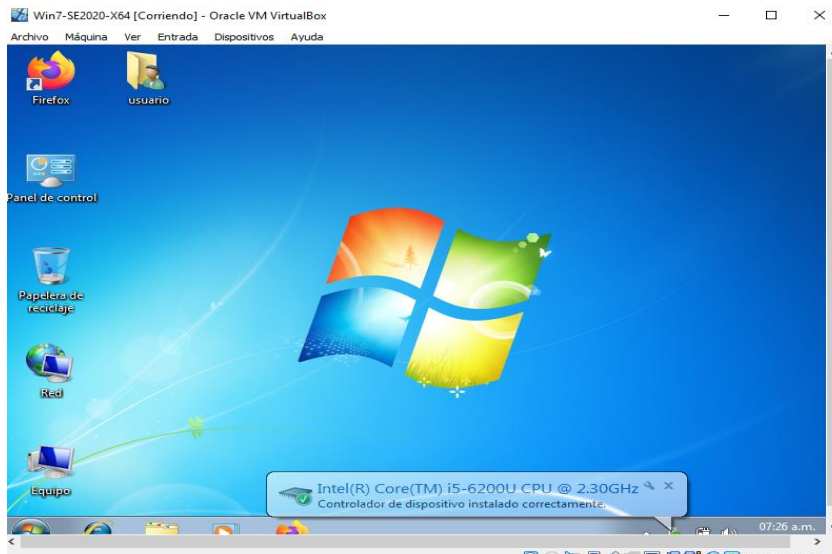 Win7-SE2020-X64 [Corriendo] - Oracle VM VirtualBox
Archivo Máquina Ver Entrada Dispositivos Ayuda
Firefox
usuario
Panel de control
Papelera de
reciclaje
Red
Equipo
Intel(R) Core(TM) i5-6200U CPU @ 2.30GHz
Controlador de dispositivo instalado correctamente.
07:26 a.m.